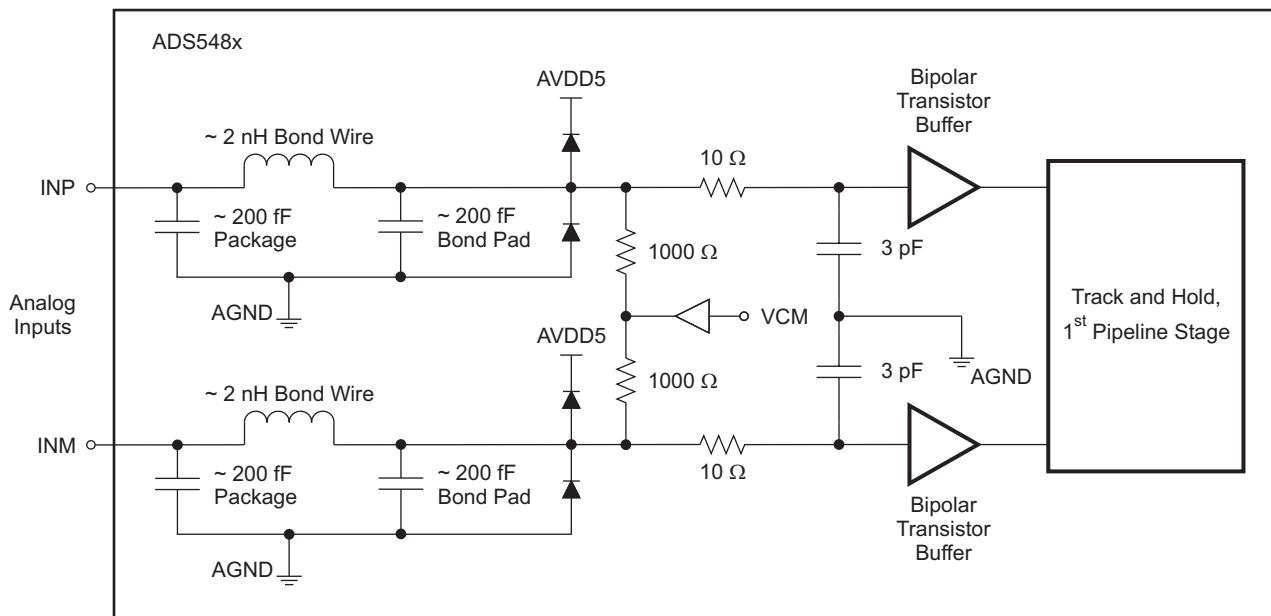 ADS548x
AVDD5
Bipolar
Transistor
Buffer
~ 2 nH Bond Wire
10 Ω
INP
~ 200 fF
Package
~ 200 fF
Bond Pad
1000 Ω
3 pF
Analog
Inputs
AGND
VCM
Track and Hold,
1st Pipeline Stage
AVDD5
1000 Ω
3 pF
AGND
~ 2 nH Bond Wire
INM
~ 200 fF
Package
~ 200 fF
Bond Pad
10 Ω
Bipolar
Transistor
Buffer
AGND